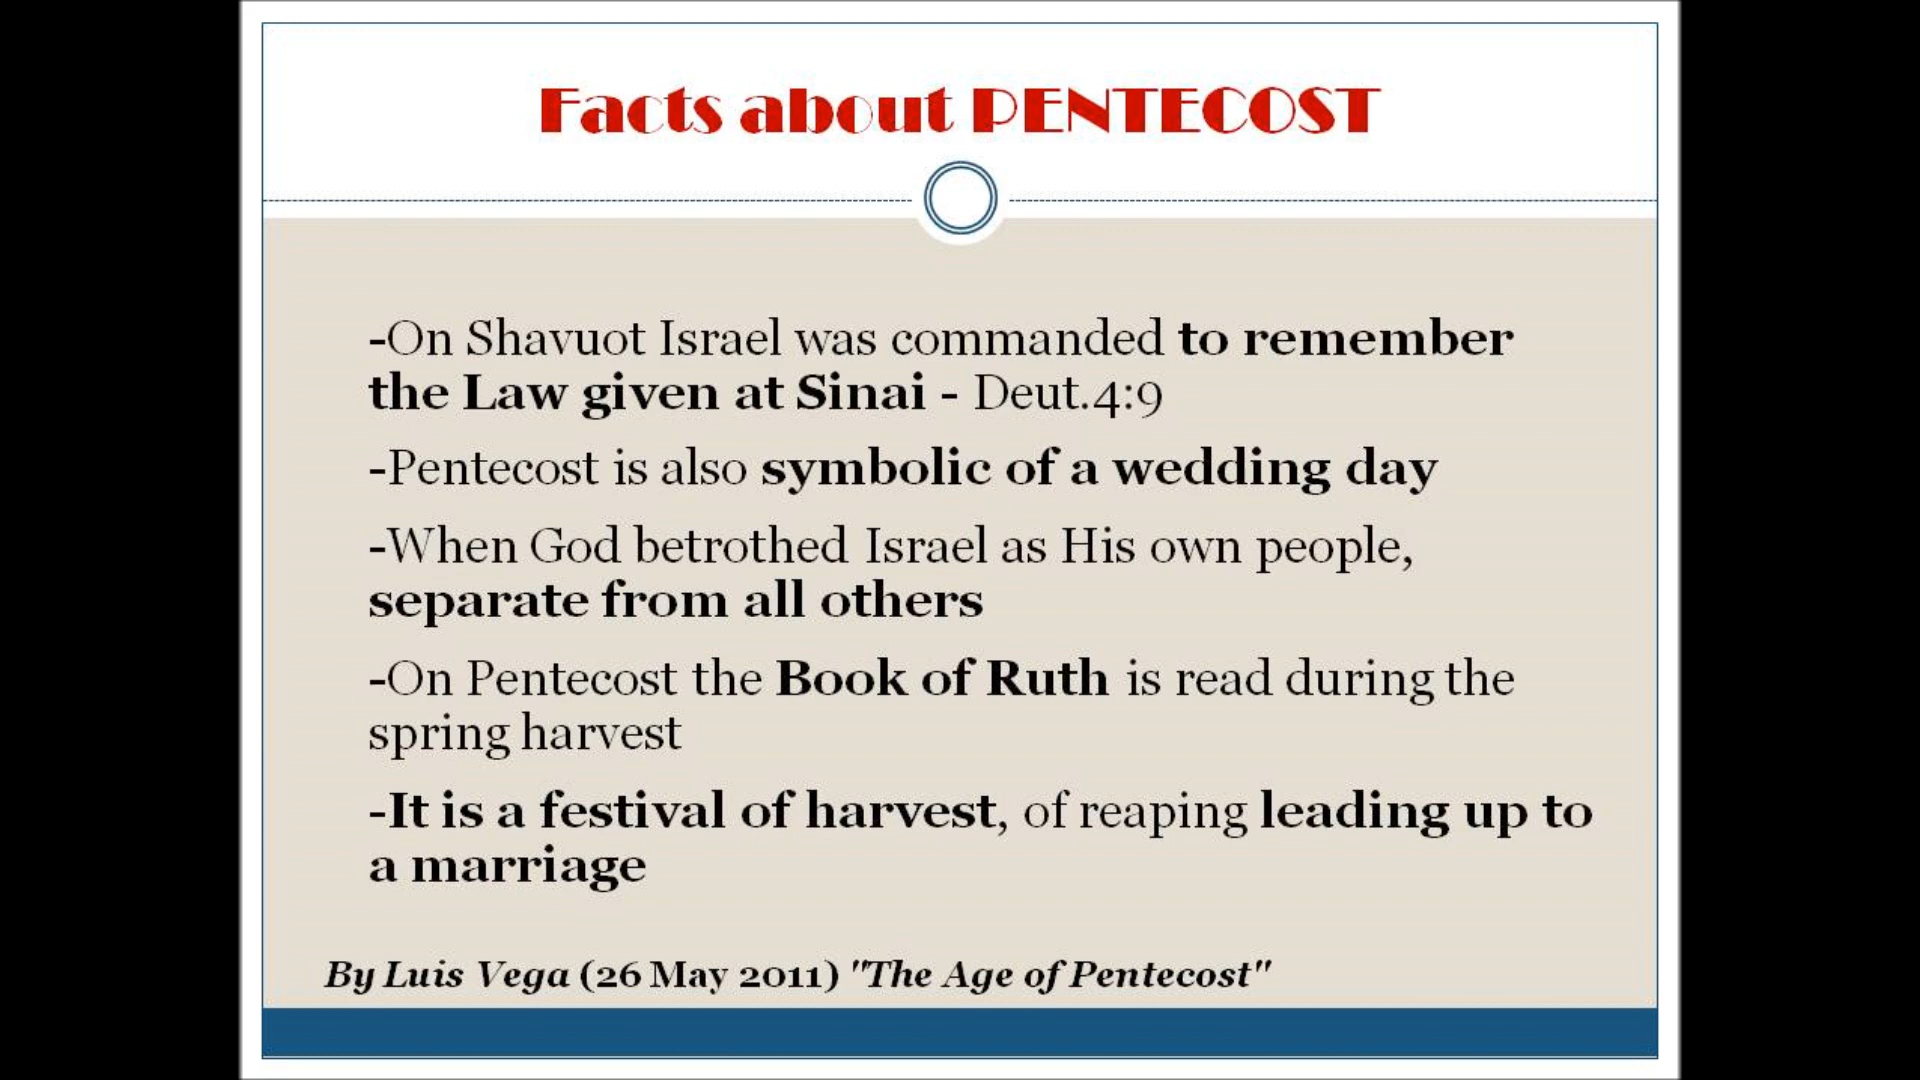 Facts about PENTECOST
-On Shavuot Israel was commanded to remember
the Law given at Sinai - Deut.4:9
-Pentecost is also symbolic of a wedding day
-When God betrothed Israel as His own people,
separate from all others
-On Pentecost the Book of Ruth is read during the
spring harvest
-It is a festival of harvest, of reaping leading up to
a marriage
By Luis Vega (26 May 2011) "The Age of Pentecost"